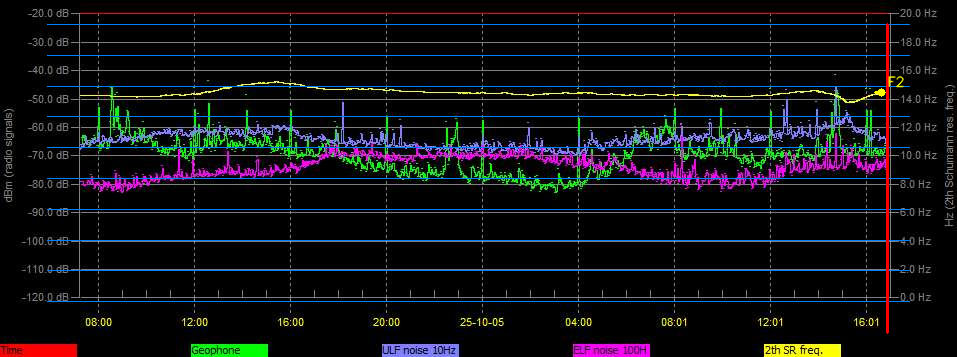 -20.0 dB
20.0 Hz
-30.0 dB
18.0 Hz
-40.0 dB
16.0 Hz
F2
-50.0 dB
14.0 Hz
-60.0 dB
12.0 Hz
-70.0 dB
10.0 Hz
-80.0 dB
8.0 Hz
-90.0 dB
6.0 Hz
-100.0 dB
4.0 Hz
-110.0 dB
2.0 Hz
-120.0 dB
0.0 Hz
dBm (radio signals)
Hz (2th Schumann res. freq.)
08:00 12:00 16:00 20:00 25-10-05 04:00 08:01 12:01 16:01
Time Geophone ULF noise 10Hz ELF noise 100H 2th SR freq.